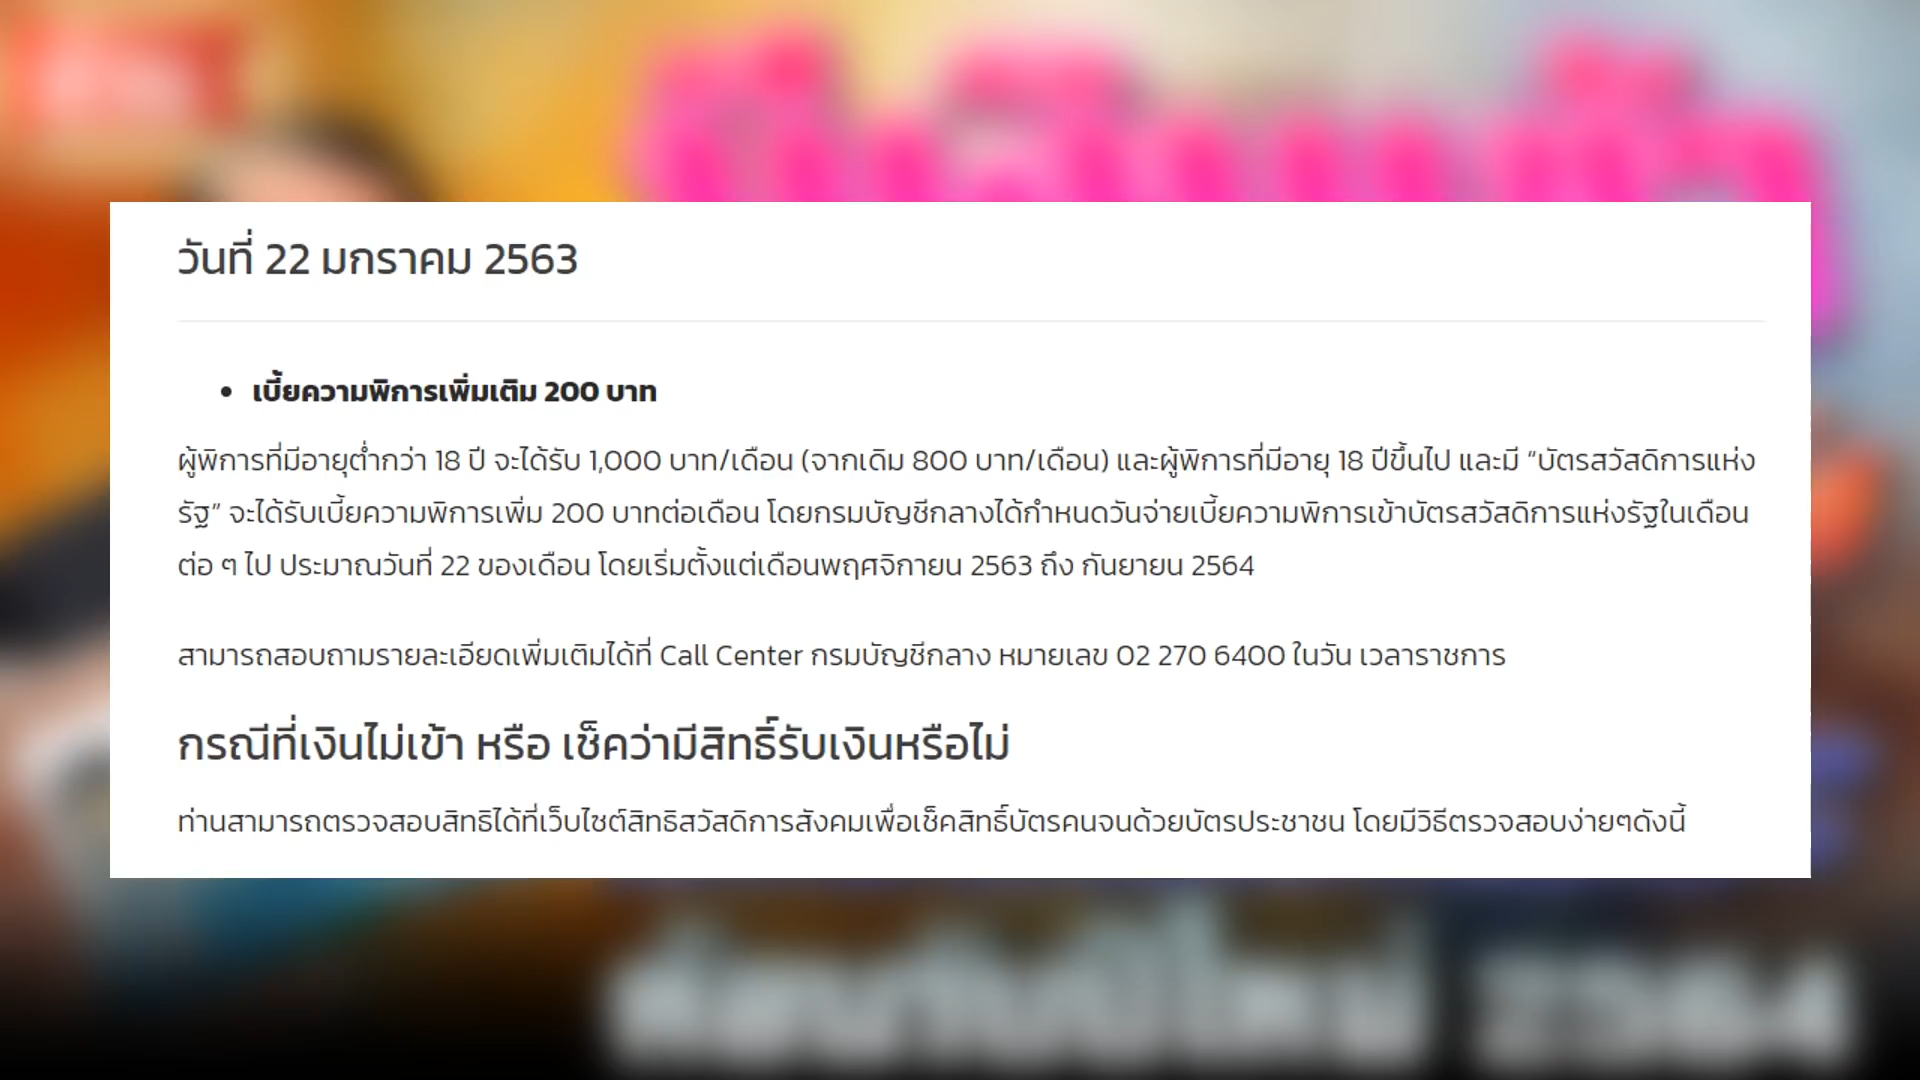 วันที่ 22 มกราคม 2563
• เบี้ยความพิการเพิ่มเติม 200 บาท
ผู้พิการที่มีอายุต่ำกว่า 18 ปี จะได้รับ 1,000 บาท/เดือน (จากเดิม 800 บาท/เดือน) และผู้พิการที่มีอายุ 18 ปีขึ้นไป และมี “บัตรสวัสดิการแห่ง
รัฐ” จะได้รับเบี้ยความพิการเพิ่ม 200 บาทต่อเดือน โดยกรมบัญชีกลางได้กำหนดวันจ่ายเบี้ยความพิการเข้าบัตรสวัสดิการแห่งรัฐในเดือน
ต่อ ๆ ไป ประมาณวันที่ 22 ของเดือน โดยเริ่มตั้งแต่เดือนพฤศจิกายน 2563 ถึง กันยายน 2564
สามารถสอบถามรายละเอียดเพิ่มเติมได้ที่ Call Center กรมบัญชีกลาง หมายเลข 02 270 6400 ในวัน เวลาราชการ
กรณีที่เงินไม่เข้า หรือ เช็คว่ามีสิทธิ์รับเงินหรือไม่
ท่านสามารถตรวจสอบสิทธิได้ที่เว็บไซต์สิทธิสวัสดิการสังคมเพื่อเช็คสิทธิ์บัตรคนจนด้วยบัตรประชาชน โดยมีวิธีตรวจสอบง่ายๆดังนี้